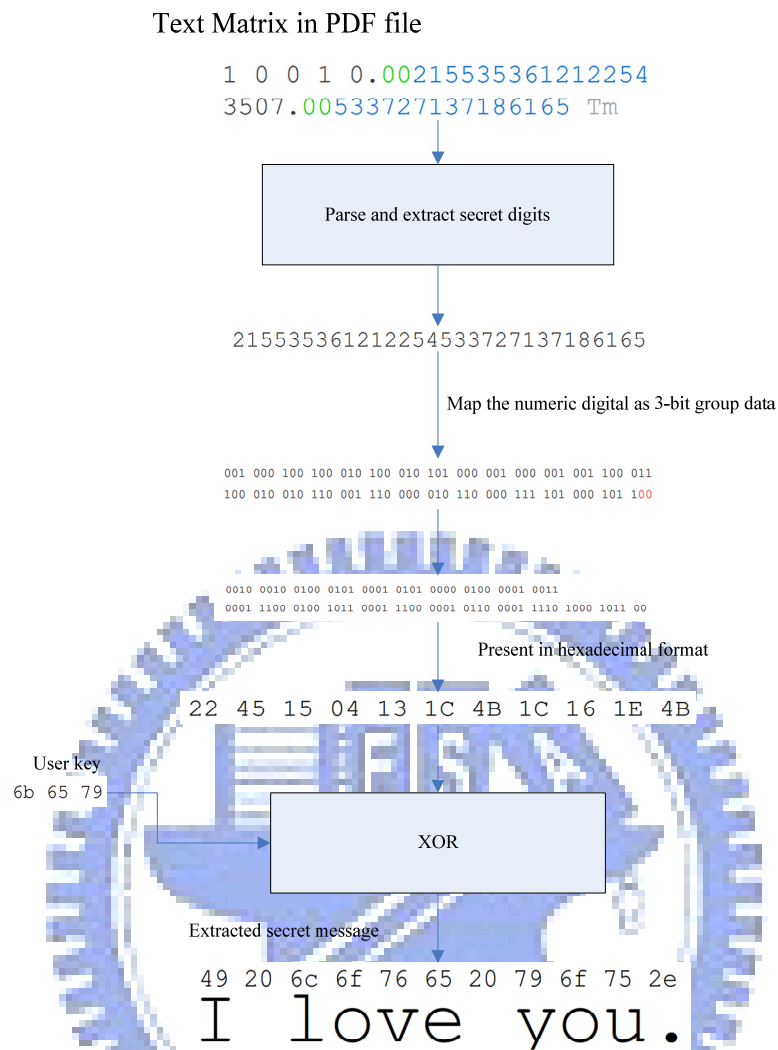 Text Matrix in PDF file
1 0 0 1 0.00215535361212254
3507.00533727137186165 Tm
Parse and extract secret digits
215535361212254533727137186165
Map the numeric digital as 3-bit group data
001 000 100 100 010 100 010 101 000 001 000 001 001 100 011
100 010 010 110 001 110 000 010 110 000 111 101 000 101 100
0010 0010 0100 0101 0001 0101 0000 0100 0001 0011
0001 1100 0100 1011 0001 1100 0001 0110 0001 1110 1000 1011 00
Present in hexadecimal format
22 45 15 04 13 1C 4B 1C 16 1E 4B
User key
6b 65 79
XOR
Extracted secret message
49 20 6c 6f 76 65 20 79 6f 75 2e
I love you.